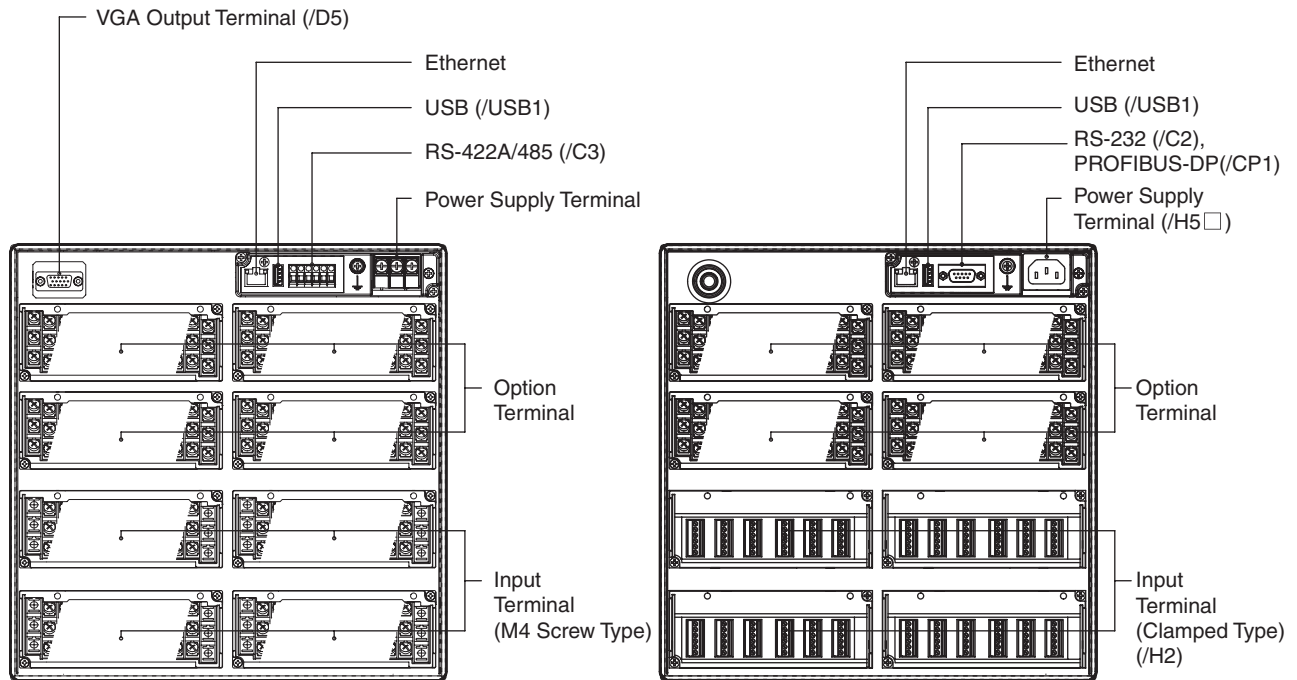 VGA Output Terminal (/D5)
Ethernet
USB (/USB1)
RS-422A/485 (/C3)
Power Supply Terminal
Option
Terminal
Input
Terminal
(M4 Screw Type)
Ethernet
USB (/USB1)
RS-232 (/C2),
PROFIBUS-DP(/CP1)
Power Supply
Terminal (/H5□)
Option
Terminal
Input
Terminal
(Clamped Type)
(/H2)